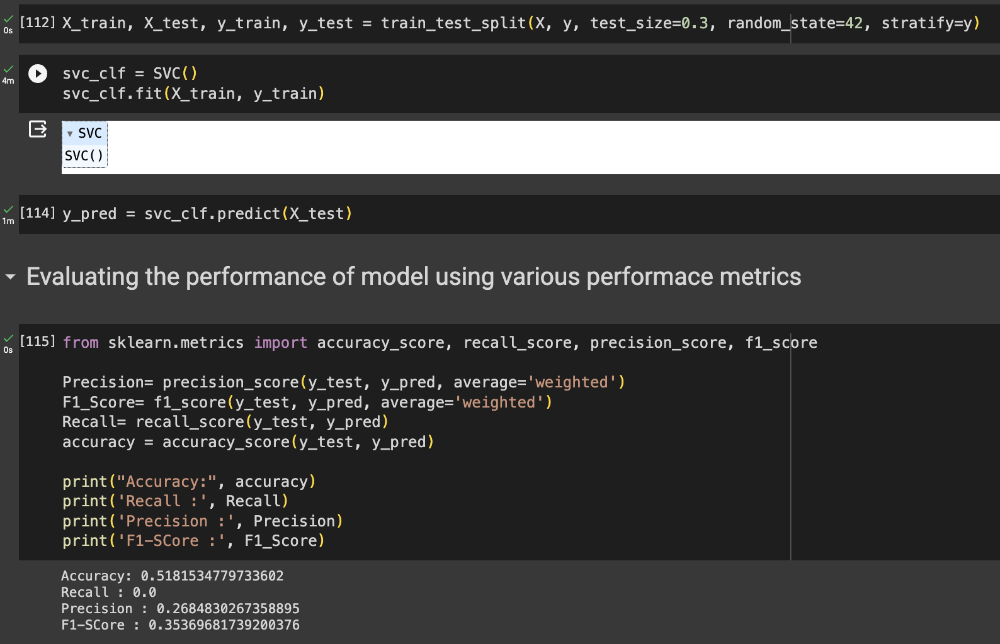 0s
[112] X_train, X_test, y_train, y_test = train_test_split(X, y, test_size=0.3, random_state=42, stratify=y)
4m
svc_clf = SVC()
svc_clf.fit(X_train, y_train)
▾ SVC
SVC()
1m
[114] y_pred = svc_clf.predict(X_test)
Evaluating the performance of model using various performace metrics
0s
[115] from sklearn.metrics import accuracy_score, recall_score, precision_score, f1_score
Precision= precision_score(y_test, y_pred, average='weighted')
F1_Score= f1_score(y_test, y_pred, average='weighted')
Recall= recall_score(y_test, y_pred)
accuracy = accuracy_score(y_test, y_pred)
print("Accuracy:", accuracy)
print('Recall :', Recall)
print('Precision :', Precision)
print('F1-SCore :', F1_Score)
Accuracy: 0.5181534779733602
Recall : 0.0
Precision : 0.2684830267358895
F1-SCore : 0.35369681739200376